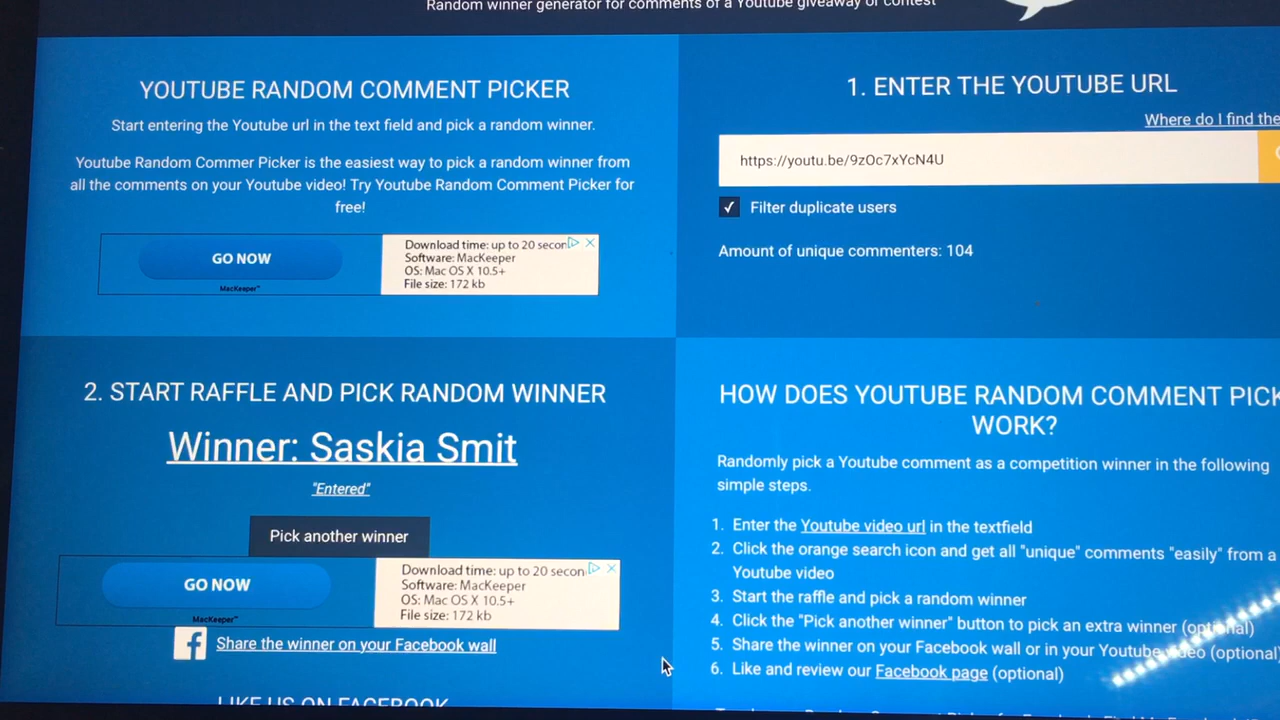 Random winner generator for comments of a Youtube giveaway or contest
YOUTUBE RANDOM COMMENT PICKER
Start entering the Youtube url in the text field and pick a random winner.
Youtube Random Commer Picker is the easiest way to pick a random winner from
all the comments on your Youtube video! Try Youtube Random Comment Picker for
free!
GO NOW
MacKeeper™
Download time: up to 20 secon
Software: MacKeeper
OS: Mac OS X 10.5+
File size: 172 kb
1. ENTER THE YOUTUBE URL
Where do I find the
https://youtu.be/9zOc7xYcN4U
✓ Filter duplicate users
Amount of unique commenters: 104
2. START RAFFLE AND PICK RANDOM WINNER
Winner: Saskia Smit
"Entered"
Pick another winner
GO NOW
MacKeeper™
Download time: up to 20 secon
Software: MacKeeper
OS: Mac OS X 10.5+
File size: 172 kb
Share the winner on your Facebook wall
LIKE US ON FACEBOOK
HOW DOES YOUTUBE RANDOM COMMENT PICK
WORK?
Randomly pick a Youtube comment as a competition winner in the following
simple steps.
1. Enter the Youtube video url in the textfield
2. Click the orange search icon and get all "unique" comments "easily" from a
Youtube video
3. Start the raffle and pick a random winner
4. Click the "Pick another winner" button to pick an extra winner (optional)
5. Share the winner on your Facebook wall or in your Youtube video (optional)
6. Like and review our Facebook page (optional)